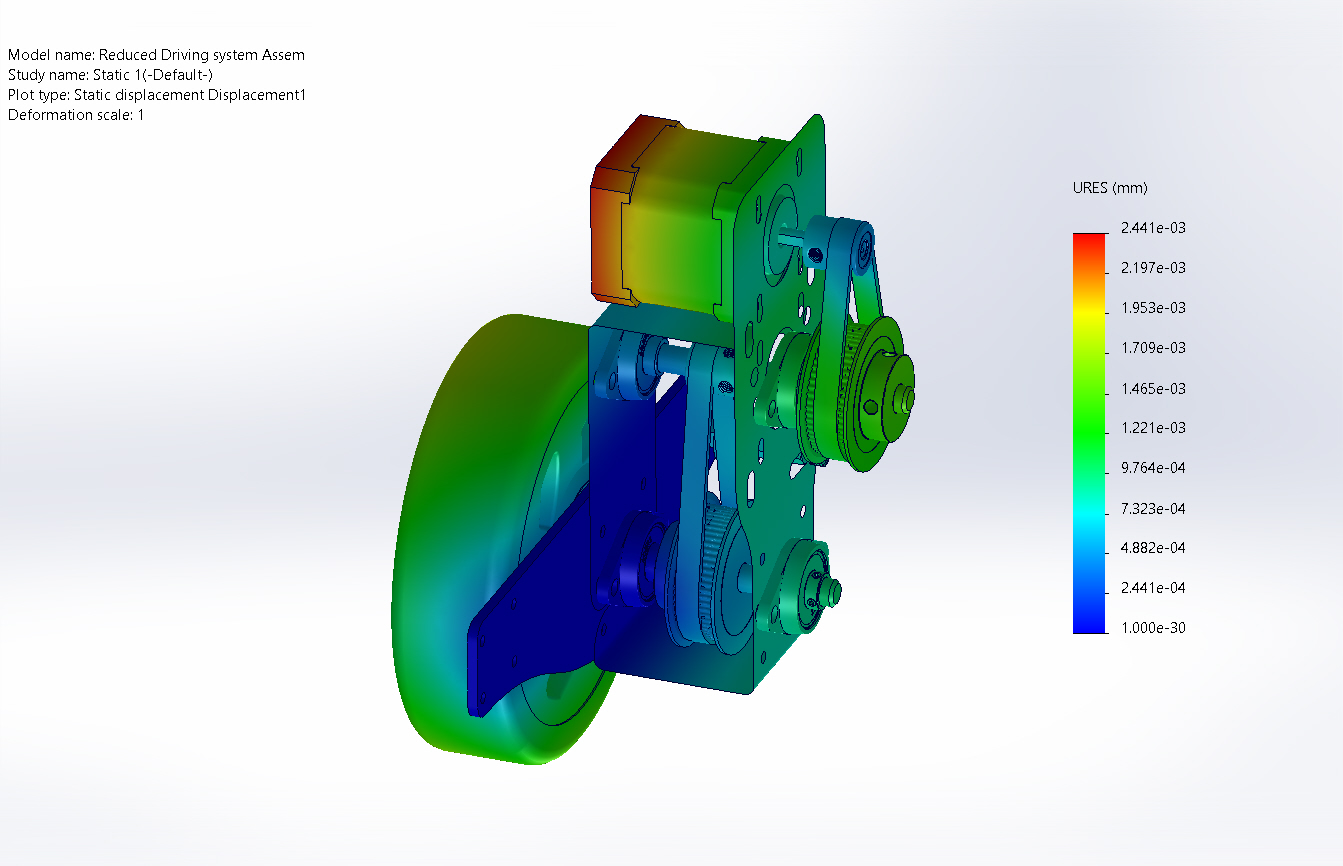 Model name: Reduced Driving system Assem
Study name: Static 1(-Default-)
Plot type: Static displacement Displacement1
Deformation scale: 1
URES (mm)
2.441e-03
2.197e-03
1.953e-03
1.709e-03
1.465e-03
1.221e-03
9.764e-04
7.323e-04
4.882e-04
2.441e-04
1.000e-30